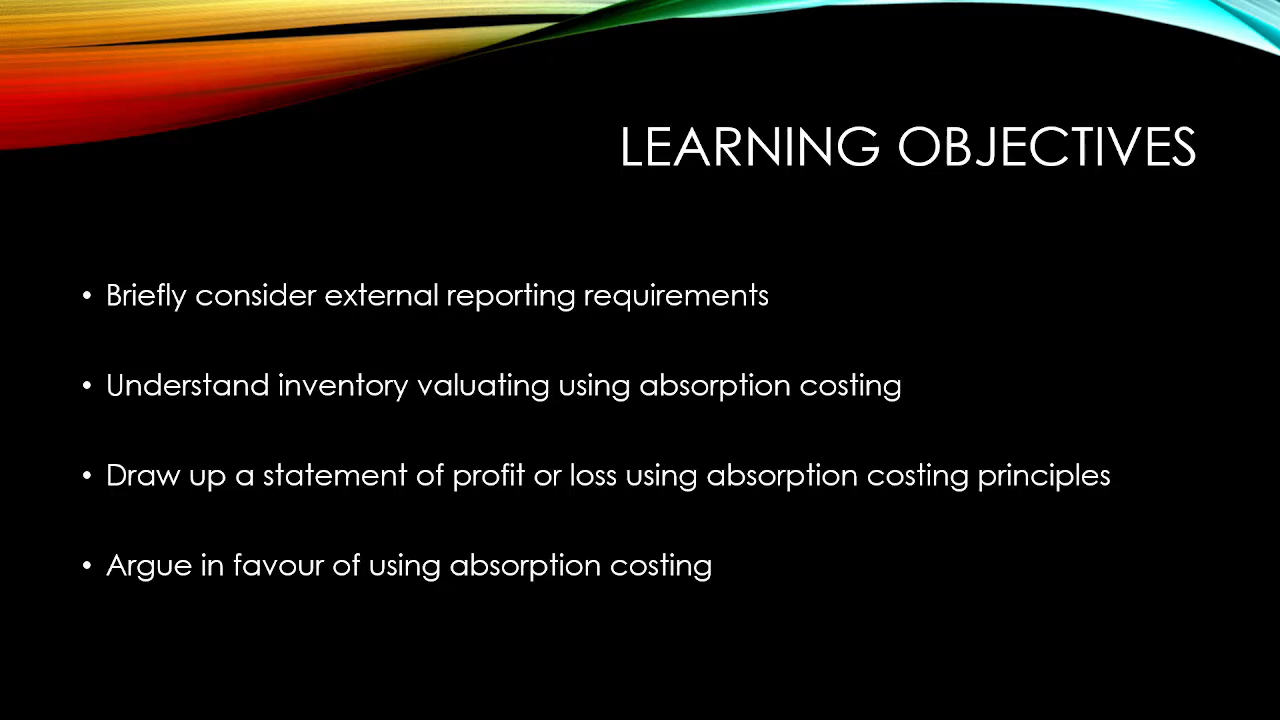 LEARNING OBJECTIVES
• Briefly consider external reporting requirements
• Understand inventory valuating using absorption costing
• Draw up a statement of profit or loss using absorption costing principles
• Argue in favour of using absorption costing